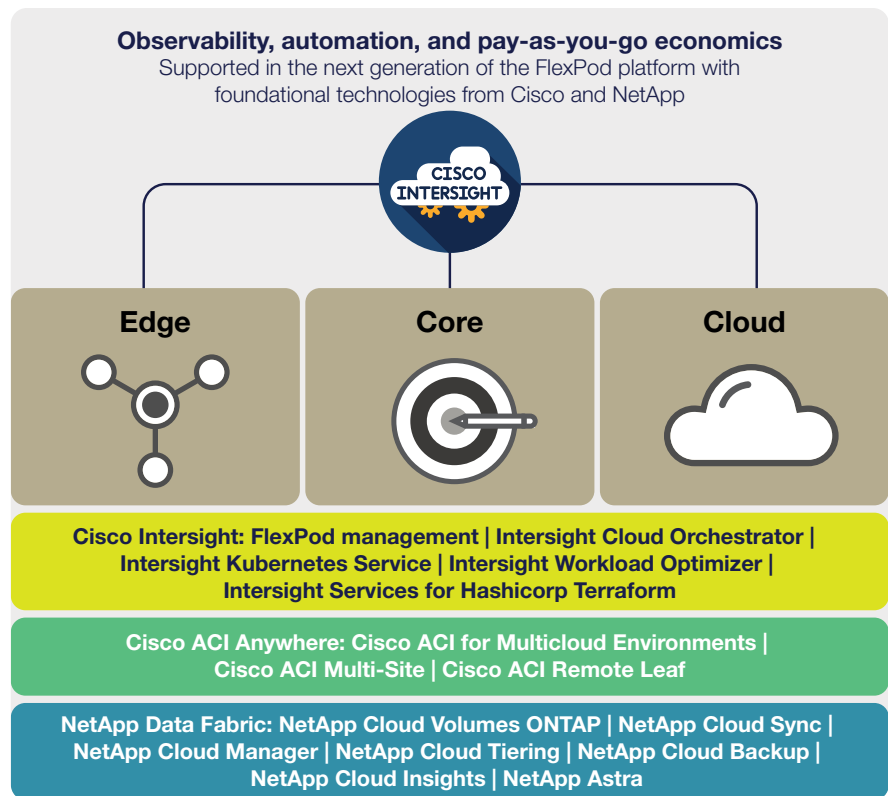 Observability, automation, and pay-as-you-go economics
Supported in the next generation of the FlexPod platform with
foundational technologies from Cisco and NetApp
CISCO
INTERSIGHT
Edge
Core
Cloud
Cisco Intersight: FlexPod management | Intersight Cloud Orchestrator |
Intersight Kubernetes Service | Intersight Workload Optimizer |
Intersight Services for Hashicorp Terraform
Cisco ACI Anywhere: Cisco ACI for Multicloud Environments |
Cisco ACI Multi-Site | Cisco ACI Remote Leaf
NetApp Data Fabric: NetApp Cloud Volumes ONTAP | NetApp Cloud Sync |
NetApp Cloud Manager | NetApp Cloud Tiering | NetApp Cloud Backup |
NetApp Cloud Insights | NetApp Astra